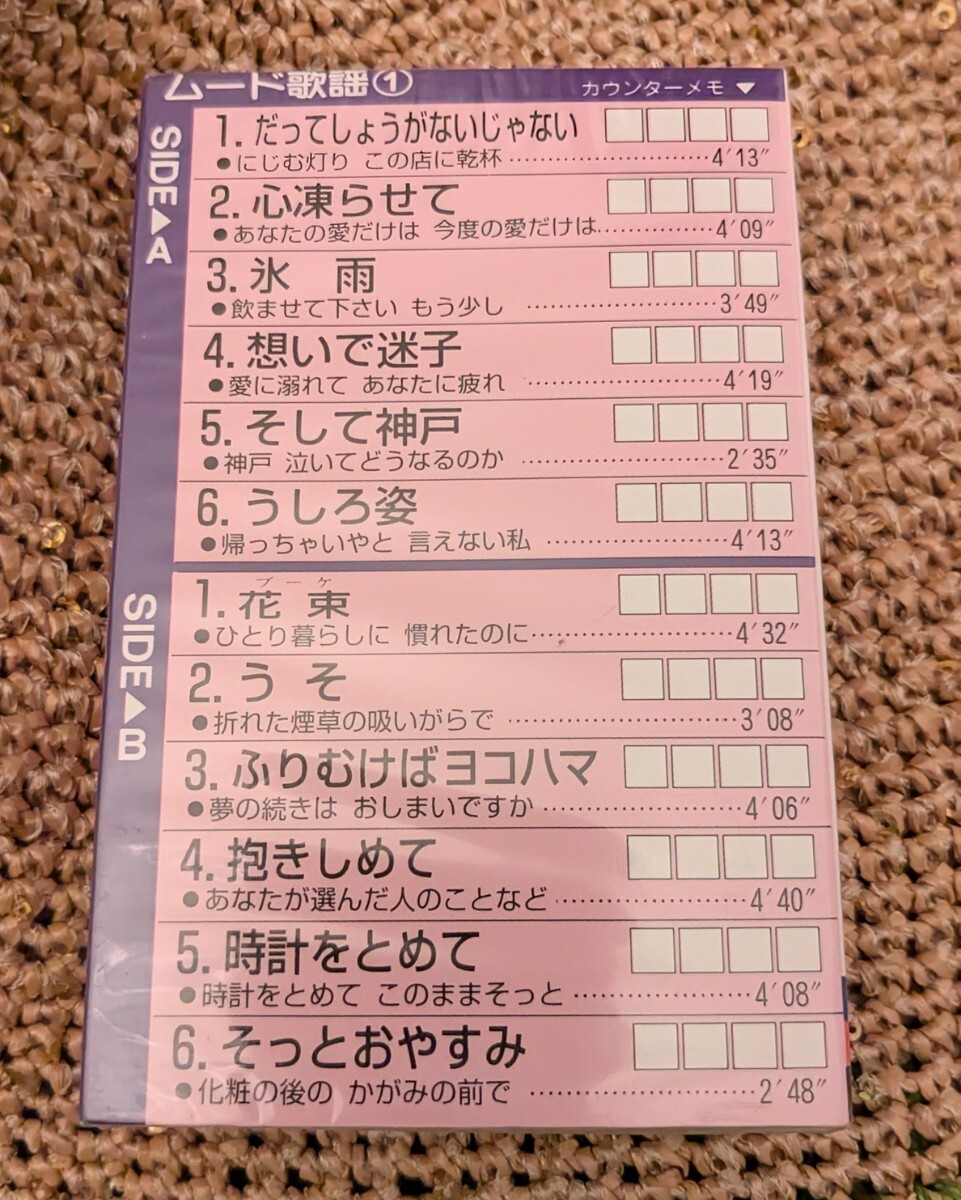 ムード歌謡①
カウンターメモ▼
SIDE▶A
1. だってしょうがないじゃない
●にじむ灯り この店に乾杯……………………4′13″
2. 心凍らせて
●あなたの愛だけは 今度の愛だけは……………4′09″
3. 氷 雨
●飲ませて下さい もう少し……………………3′49″
4. 想いで迷子
●愛に溺れて あなたに疲れ……………………4′19″
5. そして神戸
●神戸 泣いてどうなるのか……………………2′35″
6. うしろ姿
●帰っちゃいやと 言えない私…………………4′13″
SIDE▶B
ブーケ
1. 花 束
●ひとり暮らしに 慣れたのに…………………4′32″
2. う そ
●折れた煙草の吸いがらで……………………3′08″
3. ふりむけばヨコハマ
●夢の続きは おしまいですか…………………4′06″
4. 抱きしめて
●あなたが選んだ人のことなど…………………4′40″
5. 時計をとめて
●時計をとめて このままそっと………………4′08″
6. そっとおやすみ
●化粧の後の かがみの前で……………………2′48″